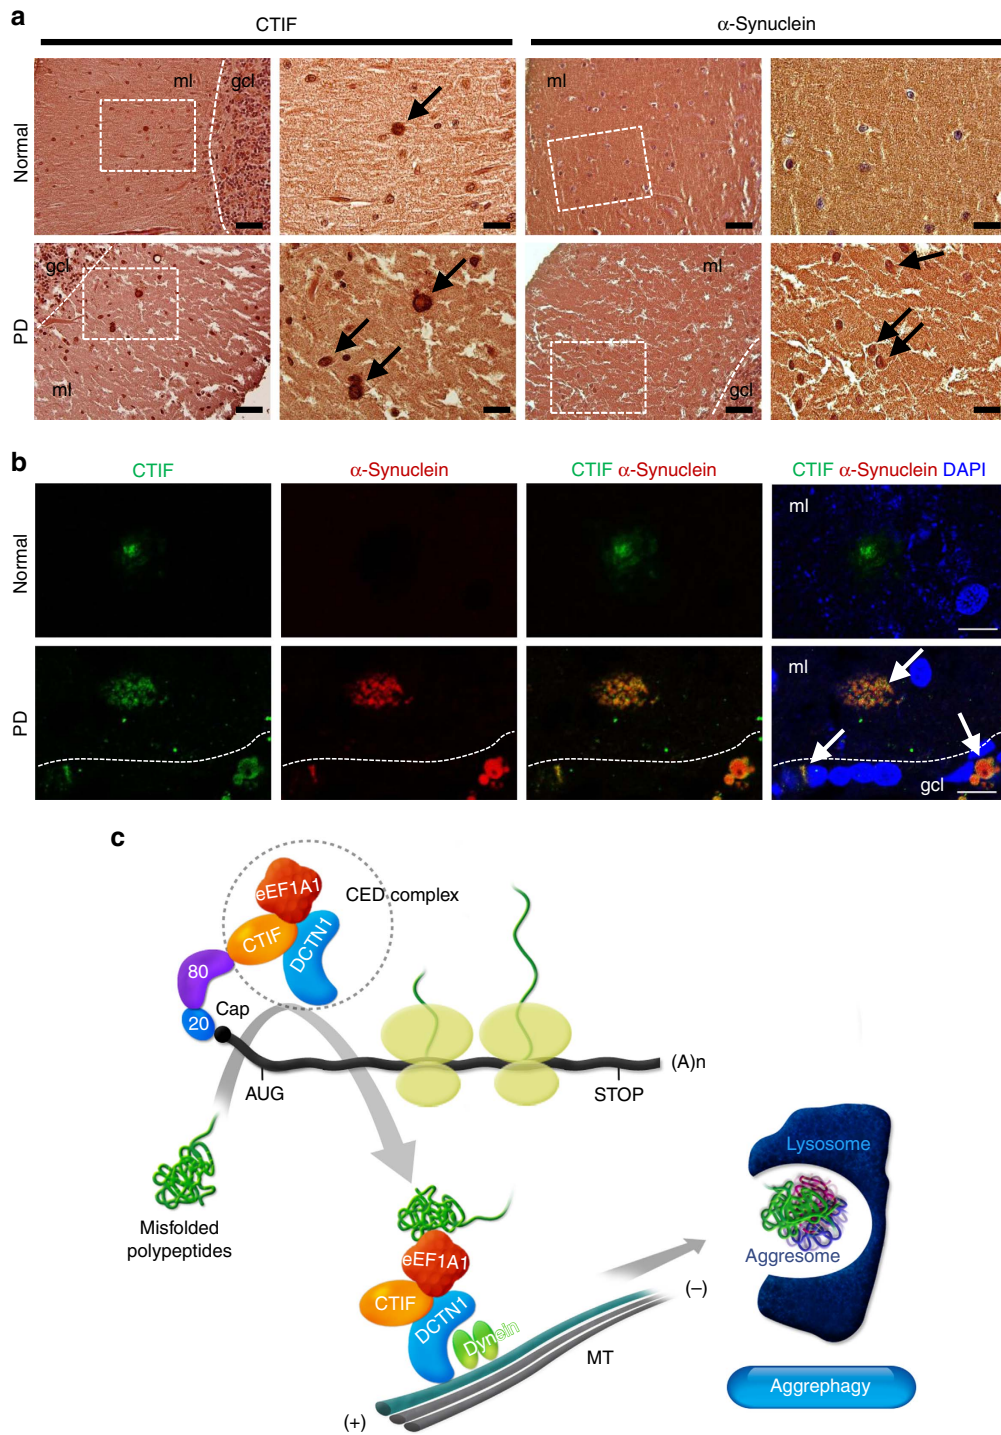 a
CTIF
α-Synuclein
Normal
ml
gcl
ml
PD
gcl
ml
ml
gcl
b
CTIF
α-Synuclein
CTIF α-Synuclein
CTIF α-Synuclein DAPI
Normal
ml
PD
ml
gcl
c
eEF1A1
CED complex
CTIF
DCTN1
80
20
Cap
(A)n
AUG
STOP
Misfolded
polypeptides
Lysosome
Aggresome
eEF1A1
CTIF
DCTN1
Dynein
(–)
MT
(+)
Aggrephagy